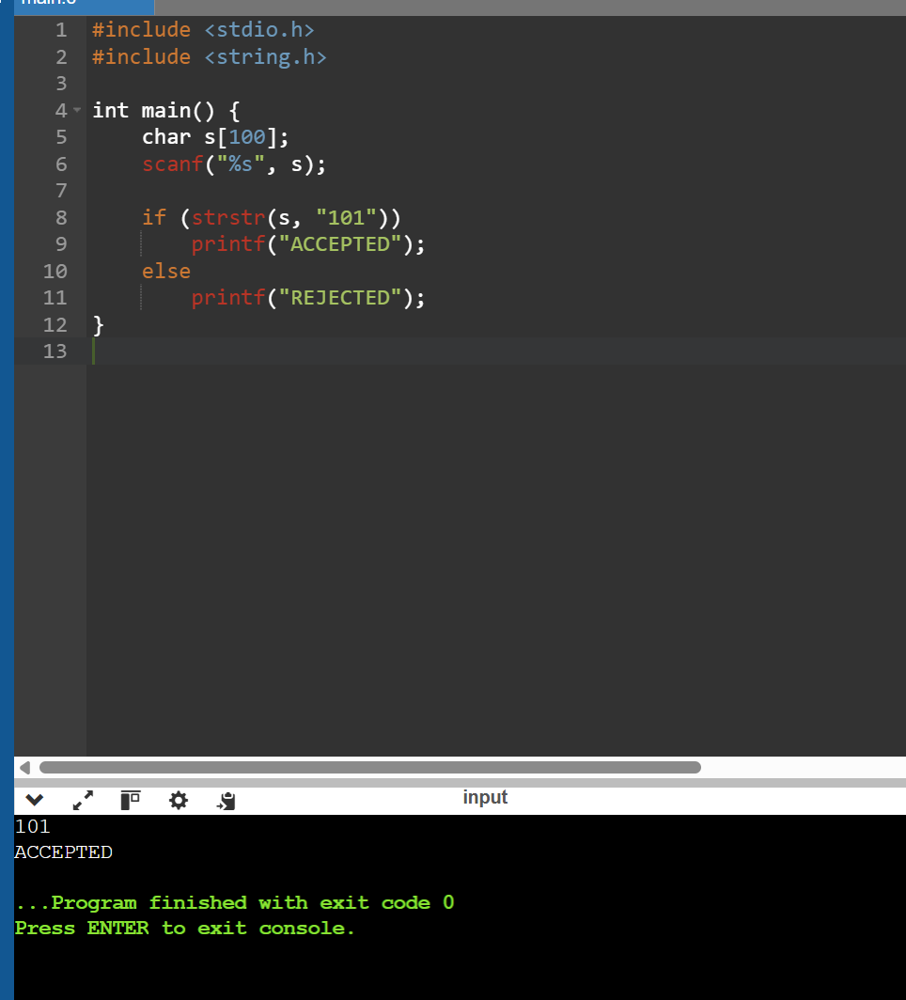 1 #include <stdio.h>
2 #include <string.h>
3
4 int main() {
5     char s[100];
6     scanf("%s", s);
7
8     if (strstr(s, "101"))
9         printf("ACCEPTED");
10     else
11         printf("REJECTED");
12 }
13
input
101
ACCEPTED
...Program finished with exit code 0
Press ENTER to exit console.